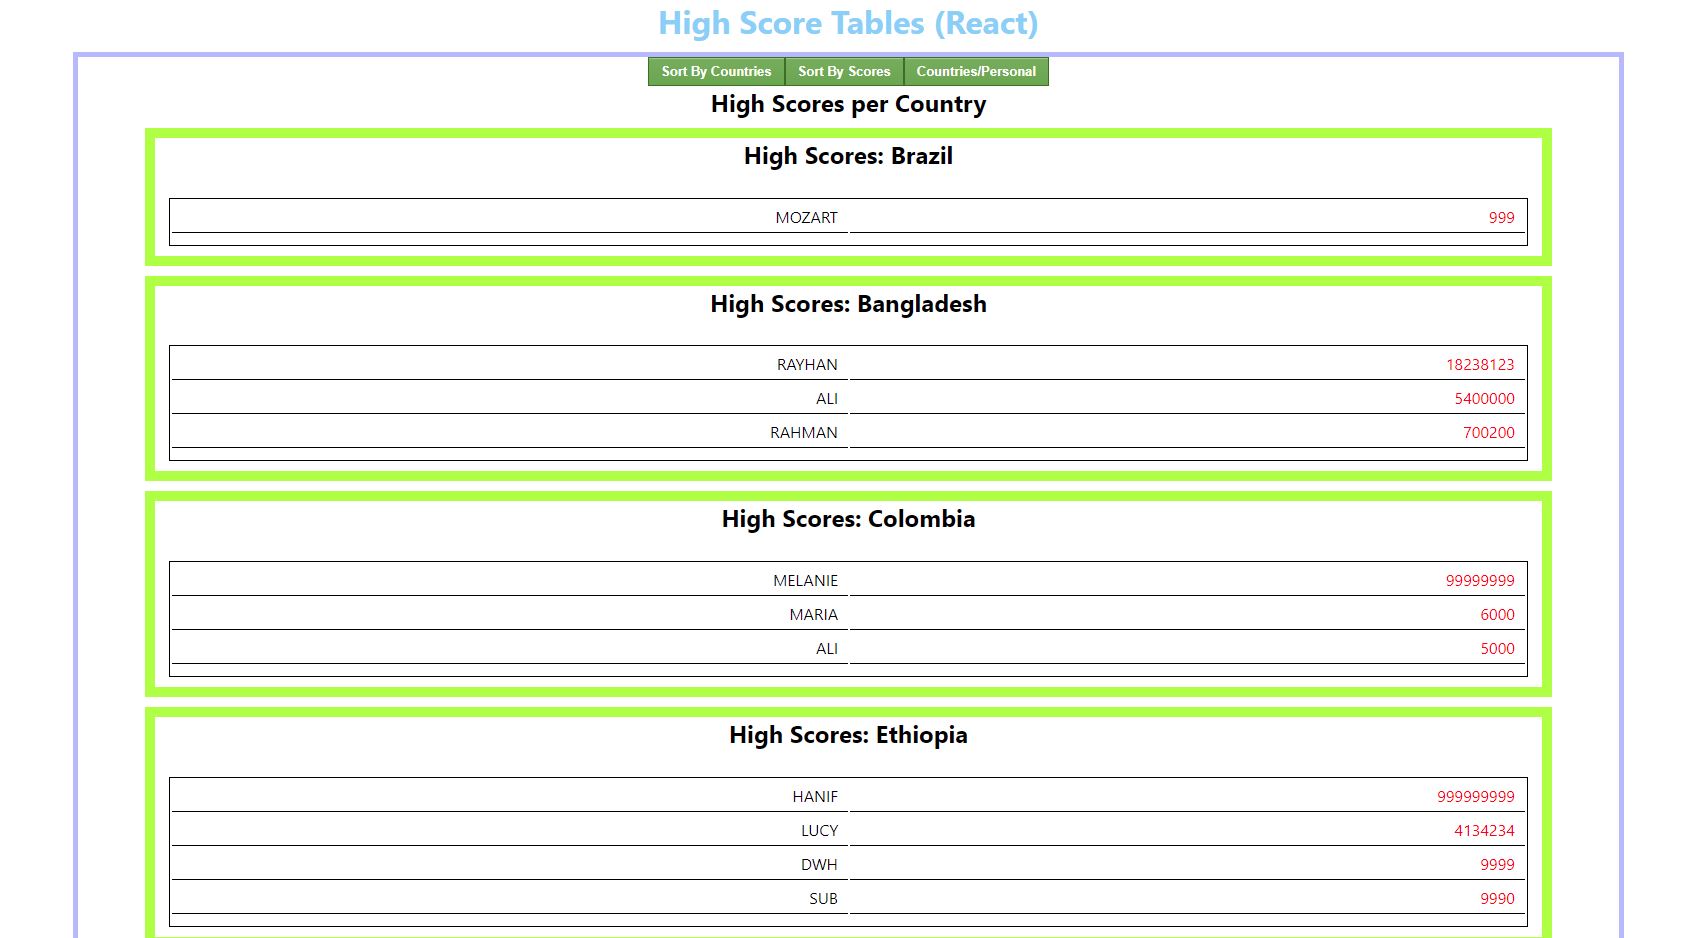 High Score Tables (React)
Sort By Countries Sort By Scores Countries/Personal
High Scores per Country
High Scores: Brazil
MOZART 999
High Scores: Bangladesh
RAYHAN 18238123
ALI 5400000
RAHMAN 700200
High Scores: Colombia
MELANIE 99999999
MARIA 6000
ALI 5000
High Scores: Ethiopia
HANIF 999999999
LUCY 4134234
DWH 9999
SUB 9990